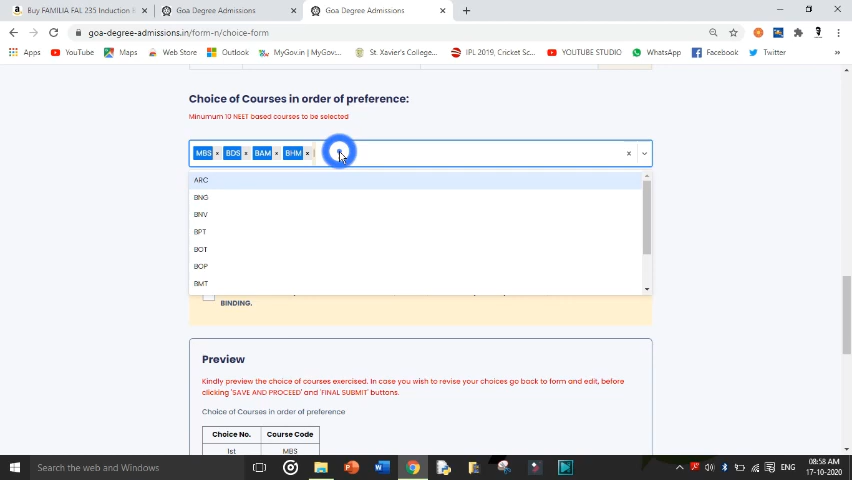 Buy FAMILIA FAL 235 Induction
Goa Degree Admissions
Goa Degree Admissions
goa-degree-admissions.in/form-n/choice-form
Apps
YouTube
Maps
Web Store
Outlook
MyGov.in | MyGov...
St. Xavier's College...
IPL 2019, Cricket Sc...
YOUTUBE STUDIO
WhatsApp
Facebook
Twitter
Choice of Courses in order of preference:
Minumum 10 NEET based courses to be selected
MBS × BDS × BAM × BHM ×
ARC
BNG
BNV
BPT
BOT
BOP
BMT
BINDING.
Preview
Kindly preview the choice of courses exercised. In case you wish to revise your choices go back to form and edit, before
clicking 'SAVE AND PROCEED' and 'FINAL SUBMIT' buttons.
Choice of Courses in order of preference
Choice No. Course Code
1st MBS
Search the web and Windows
ENG
08:58 AM
17-10-2020